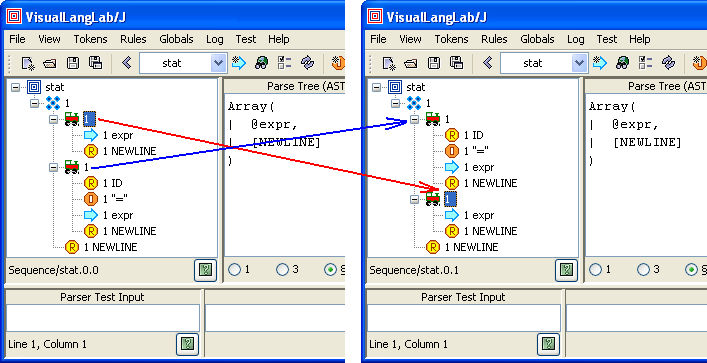 VisualLangLab/J
File View Tokens Rules Globals Log Test Help
stat
stat
1
1
1 expr
R 1 NEWLINE
1
R 1 ID
1 "="
1 expr
R 1 NEWLINE
R 1 NEWLINE
Sequence/stat.0.0
Parse Tree (AST
Array(
| @expr,
| [NEWLINE]
)
1 3
Parser Test Input
Line 1, Column 1
VisualLangLab/J
File View Tokens Rules Globals Log Test Help
stat
stat
1
1
R 1 ID
1 "="
1 expr
R 1 NEWLINE
1
1 expr
R 1 NEWLINE
R 1 NEWLINE
Sequence/stat.0.1
Parse Tree (AST
Array(
| @expr,
| [NEWLINE]
)
1 3
Parser Test Input
Line 1, Column 1